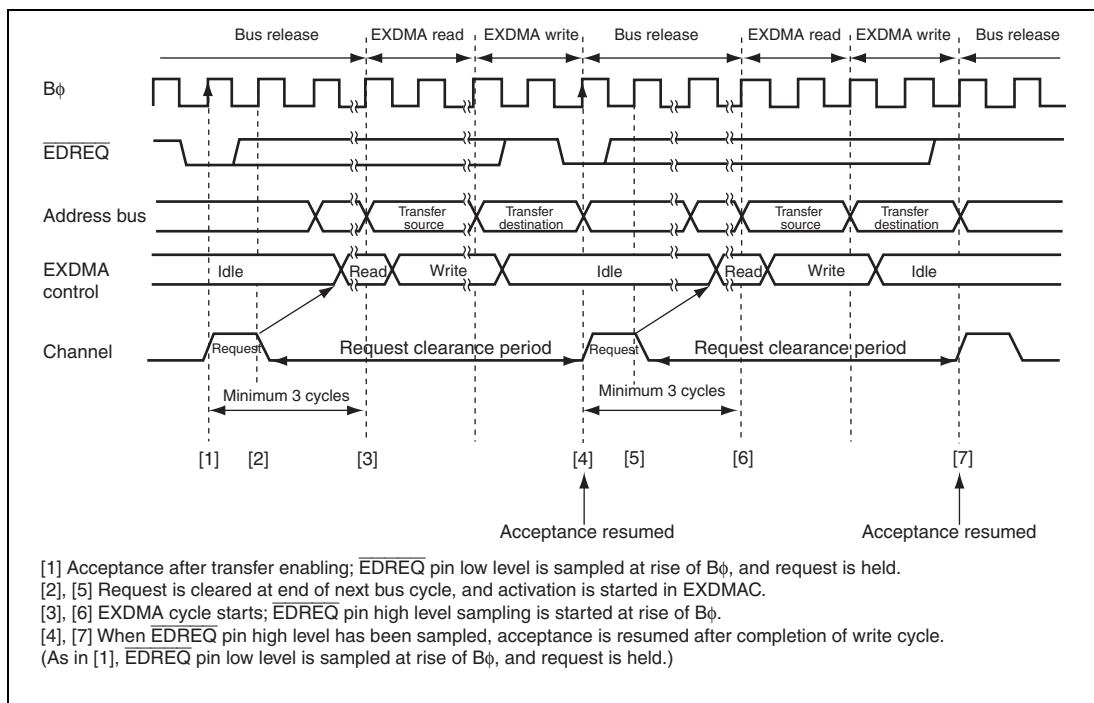 Bus release EXDMA read EXDMA write Bus release EXDMA read EXDMA write Bus release
Bϕ
EDREQ
Address bus
Transfer source Transfer destination Transfer source Transfer destination
EXDMA control
Idle Read Write Idle Read Write Idle
Channel
Request Request clearance period Request Request clearance period
Minimum 3 cycles Minimum 3 cycles
[1] [2] [3] [4] [5] [6] [7]
Acceptance resumed Acceptance resumed
[1] Acceptance after transfer enabling; EDREQ pin low level is sampled at rise of Bϕ, and request is held.
[2], [5] Request is cleared at end of next bus cycle, and activation is started in EXDMAC.
[3], [6] EXDMA cycle starts; EDREQ pin high level sampling is started at rise of Bϕ.
[4], [7] When EDREQ pin high level has been sampled, acceptance is resumed after completion of write cycle.
(As in [1], EDREQ pin low level is sampled at rise of Bϕ, and request is held.)